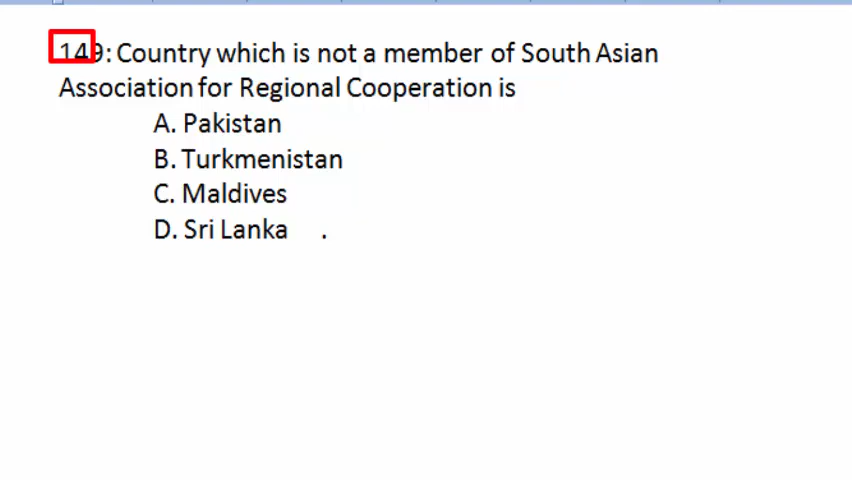 149: Country which is not a member of South Asian
Association for Regional Cooperation is
A. Pakistan
B. Turkmenistan
C. Maldives
D. Sri Lanka .